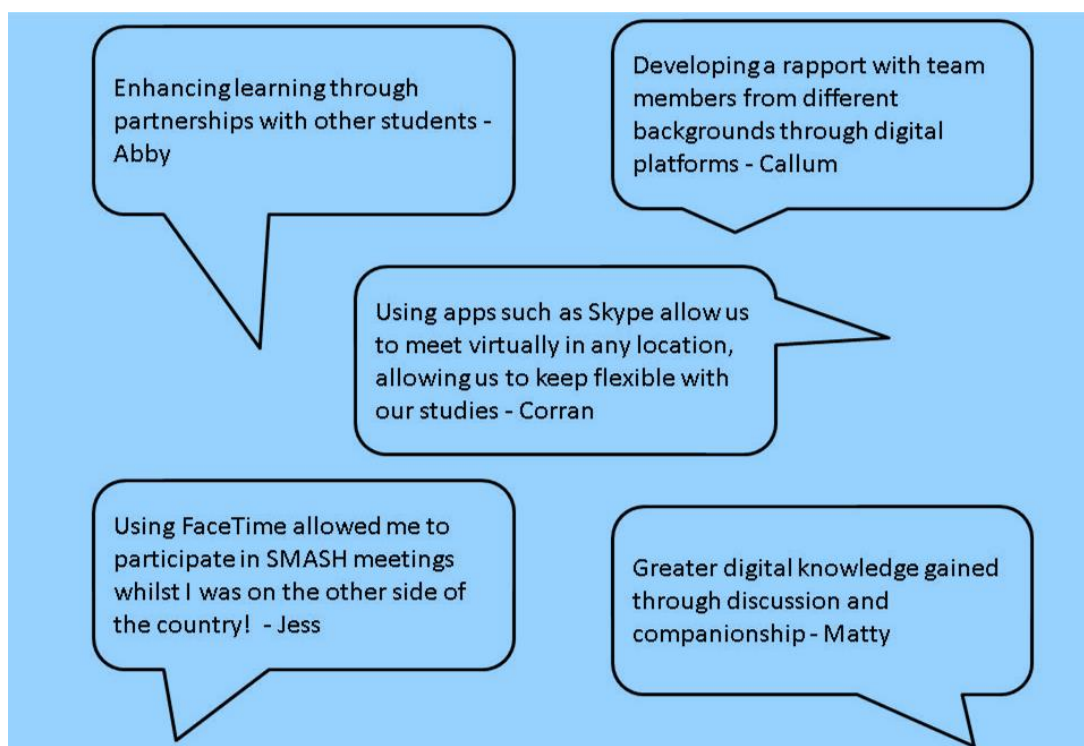 Enhancing learning through
partnerships with other students -
Abby
Developing a rapport with team
members from different
backgrounds through digital
platforms - Callum
Using apps such as Skype allow us
to meet virtually in any location,
allowing us to keep flexible with
our studies - Corran
Using FaceTime allowed me to
participate in SMASH meetings
whilst I was on the other side of
the country!  - Jess
Greater digital knowledge gained
through discussion and
companionship - Matty